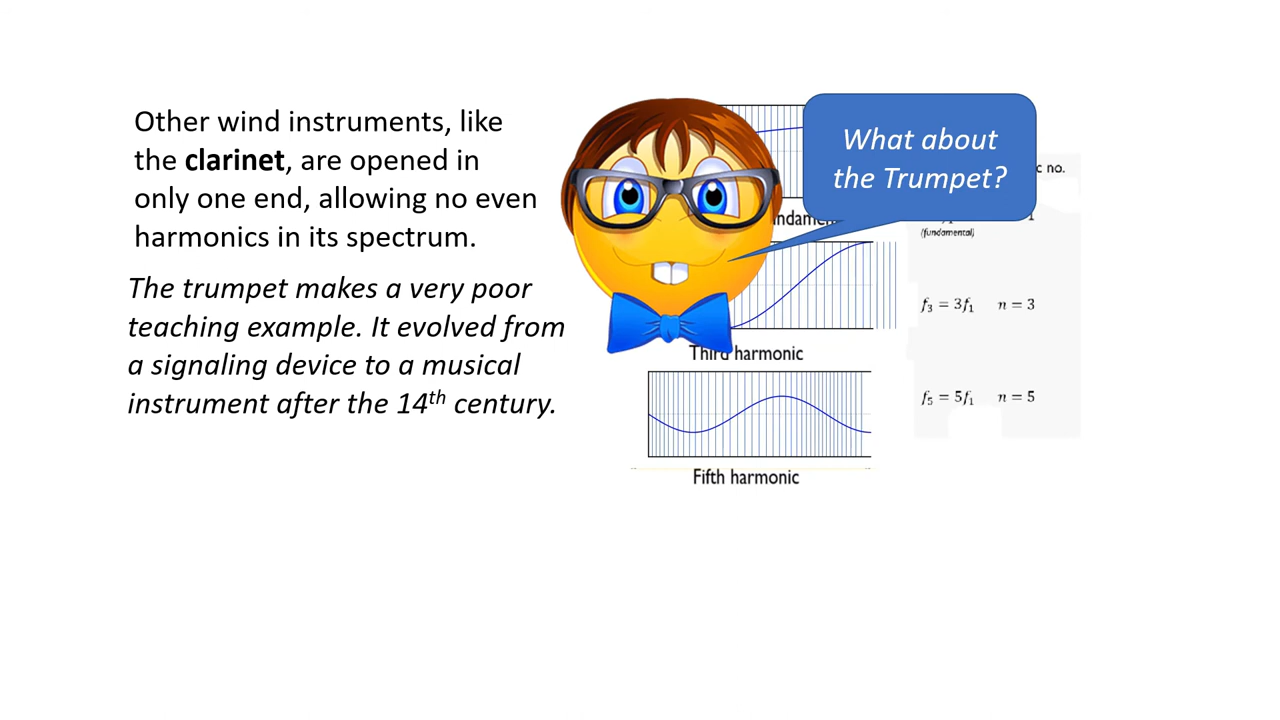 Other wind instruments, like
the clarinet, are opened in
only one end, allowing no even
harmonics in its spectrum.
The trumpet makes a very poor
teaching example. It evolved from
a signaling device to a musical
instrument after the 14th century.
What about
the Trumpet?
no.
(fundamental)
1
Third harmonic
f₃ = 3f₁ n = 3
f₅ = 5f₁ n = 5
Fifth harmonic